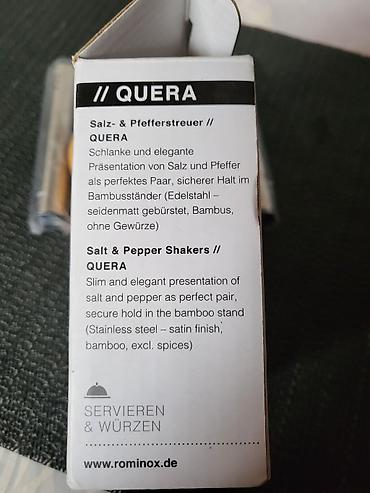 // QUERA
Salz- & Pfefferstreuer //
QUERA
Schlanke und elegante
Präsentation von Salz und Pfeffer
als perfektes Paar, sicherer Halt im
Bambusständer (Edelstahl –
seidenmatt gebürstet, Bambus,
ohne Gewürze)
Salt & Pepper Shakers //
QUERA
Slim and elegant presentation of
salt and pepper as perfect pair,
secure hold in the bamboo stand
(Stainless steel – satin finish,
bamboo, excl. spices)
SERVIEREN
& WÜRZEN
www.rominox.de